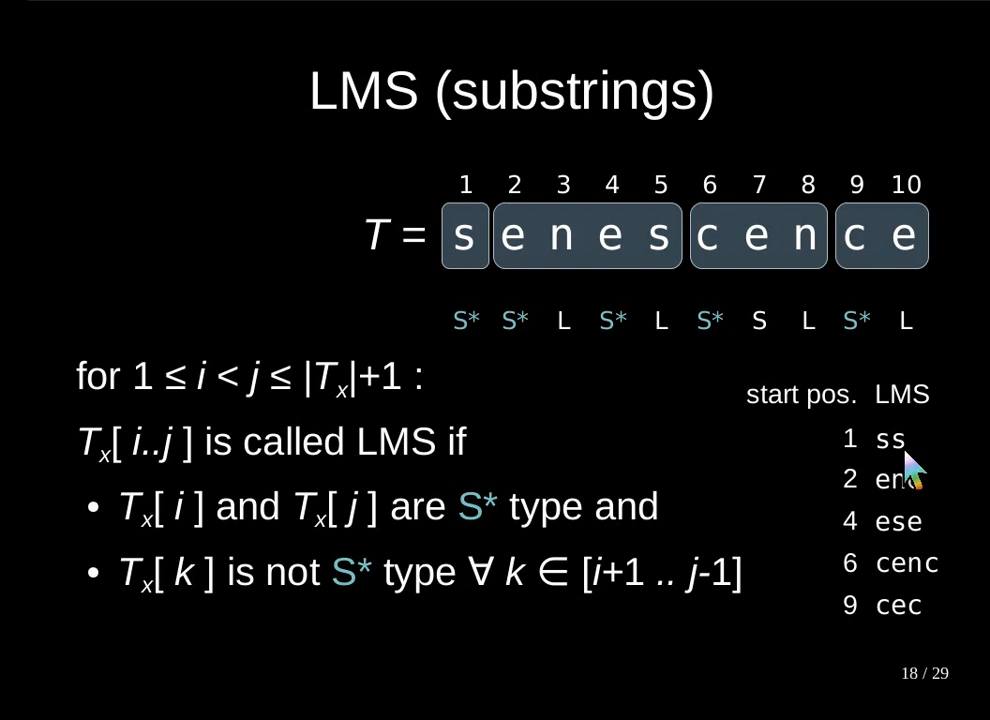 LMS (substrings)
1 2 3 4 5 6 7 8 9 10
T = s e n e s c e n c e
S* S* L S* L S* S L S* L
for 1 ≤ i < j ≤ |Tx|+1 :
start pos. LMS
Tx[ i..j ] is called LMS if
1 ss
2
• Tx[ i ] and Tx[ j ] are S* type and
4 ese
6 cenc
• Tx[ k ] is not S* type ∀ k ∈ [i+1 .. j-1]
9 cec
18 / 29